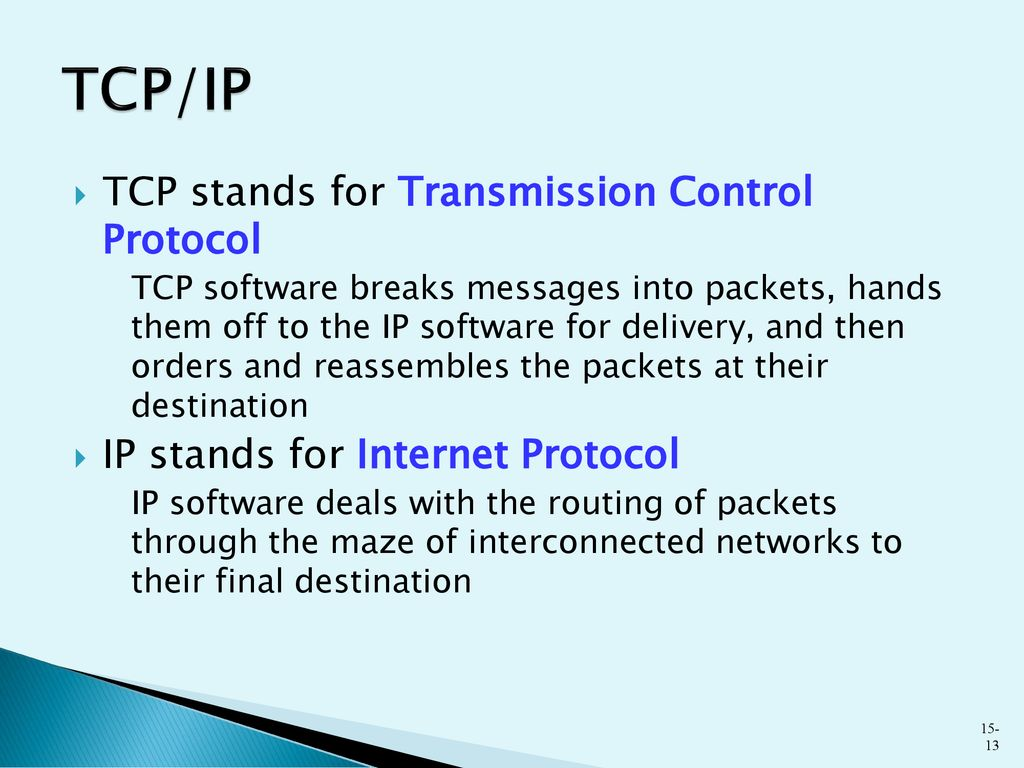 TCP/IP
TCP stands for Transmission Control
Protocol
TCP software breaks messages into packets, hands
them off to the IP software for delivery, and then
orders and reassembles the packets at their
destination
IP stands for Internet Protocol
IP software deals with the routing of packets
through the maze of interconnected networks to
their final destination
15-
13